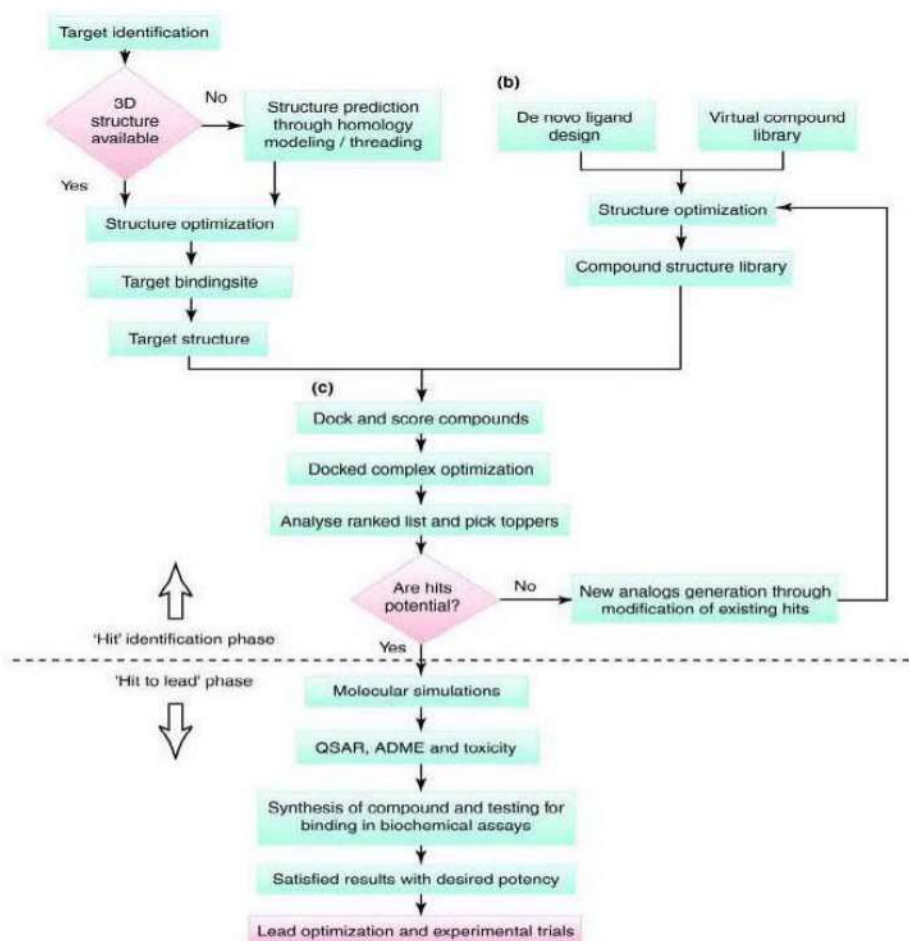 Target identification
3D
structure
available
No
Yes
Structure prediction
through homology
modeling / threading
Structure optimization
Target bindingsite
Target structure
(b)
De novo ligand
design
Virtual compound
library
Structure optimization
Compound structure library
(c)
Dock and score compounds
Docked complex optimization
Analyse ranked list and pick toppers
Are hits
potential?
No
New analogs generation through
modification of existing hits
Yes
'Hit' identification phase
'Hit to lead' phase
Molecular simulations
QSAR, ADME and toxicity
Synthesis of compound and testing for
binding in biochemical assays
Satisfied results with desired potency
Lead optimization and experimental trials